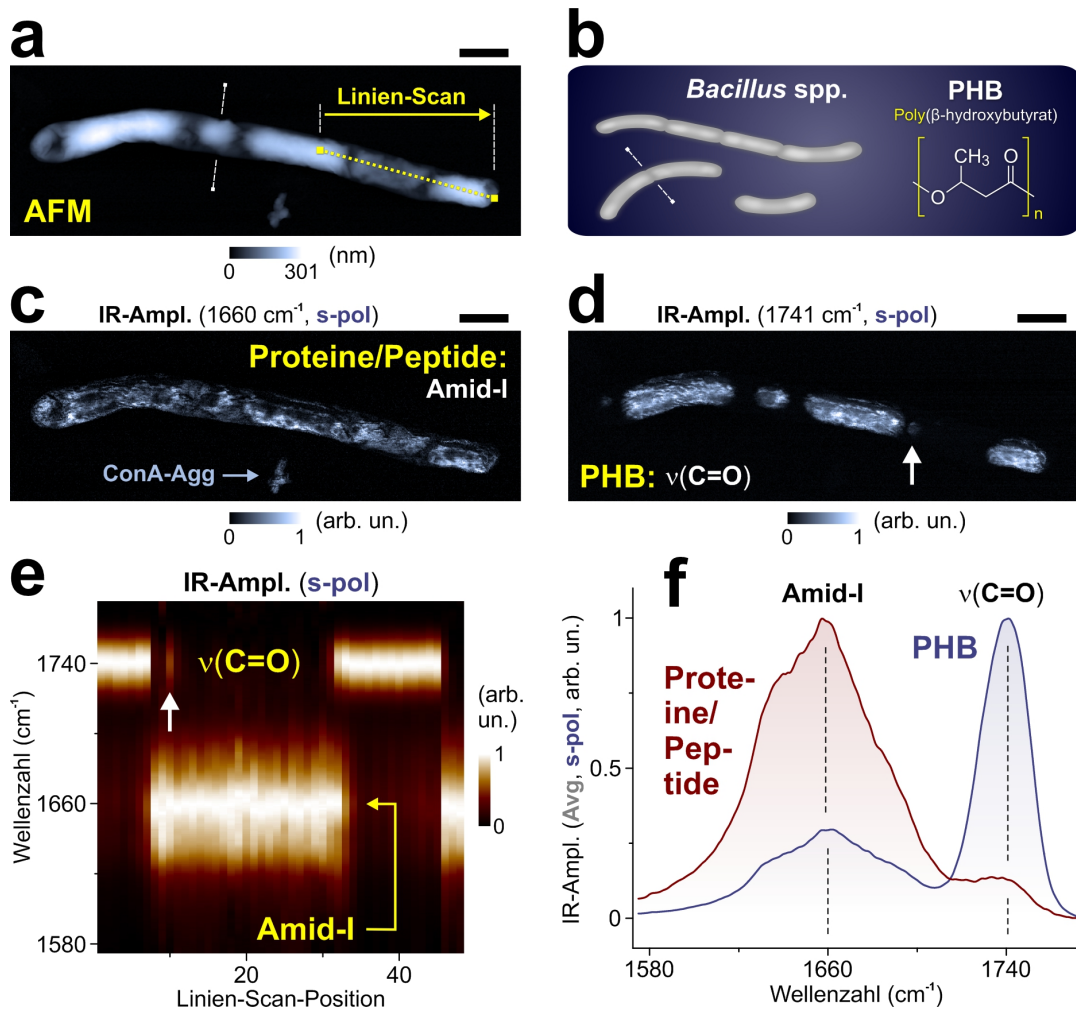 a
Linien-Scan
AFM
0 301 (nm)
b
Bacillus spp.
PHB
Poly(β-hydroxybutyrat)
CH₃
O
O
n
c
IR-Ampl. (1660 cm⁻¹, s-pol)
Proteine/Peptide:
Amid-I
ConA-Agg
0 1 (arb. un.)
d
IR-Ampl. (1741 cm⁻¹, s-pol)
PHB: ν(C=O)
0 1 (arb. un.)
e
IR-Ampl. (s-pol)
ν(C=O)
Amid-I
Wellenzahl (cm⁻¹)
1740
1660
1580
20 40
Linien-Scan-Position
(arb.
un.)
1
0
f
Amid-I
ν(C=O)
PHB
Prote-
ine/
Pep-
tide
IR-Ampl. (Avg, s-pol, arb. un.)
1
0.5
0
1580 1660 1740
Wellenzahl (cm⁻¹)